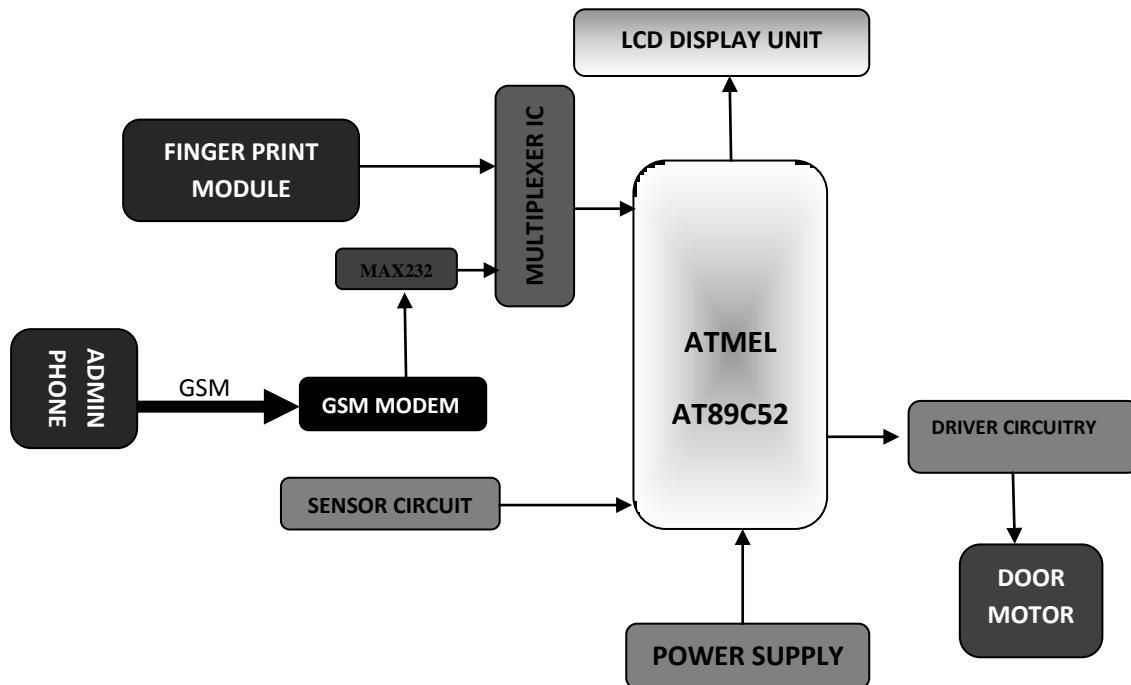 LCD DISPLAY UNIT
FINGER PRINT
MODULE
MULTIPLEXER IC
MAX232
ADMIN
PHONE
GSM
GSM MODEM
ATMEL
AT89C52
DRIVER CIRCUITRY
SENSOR CIRCUIT
DOOR
MOTOR
POWER SUPPLY